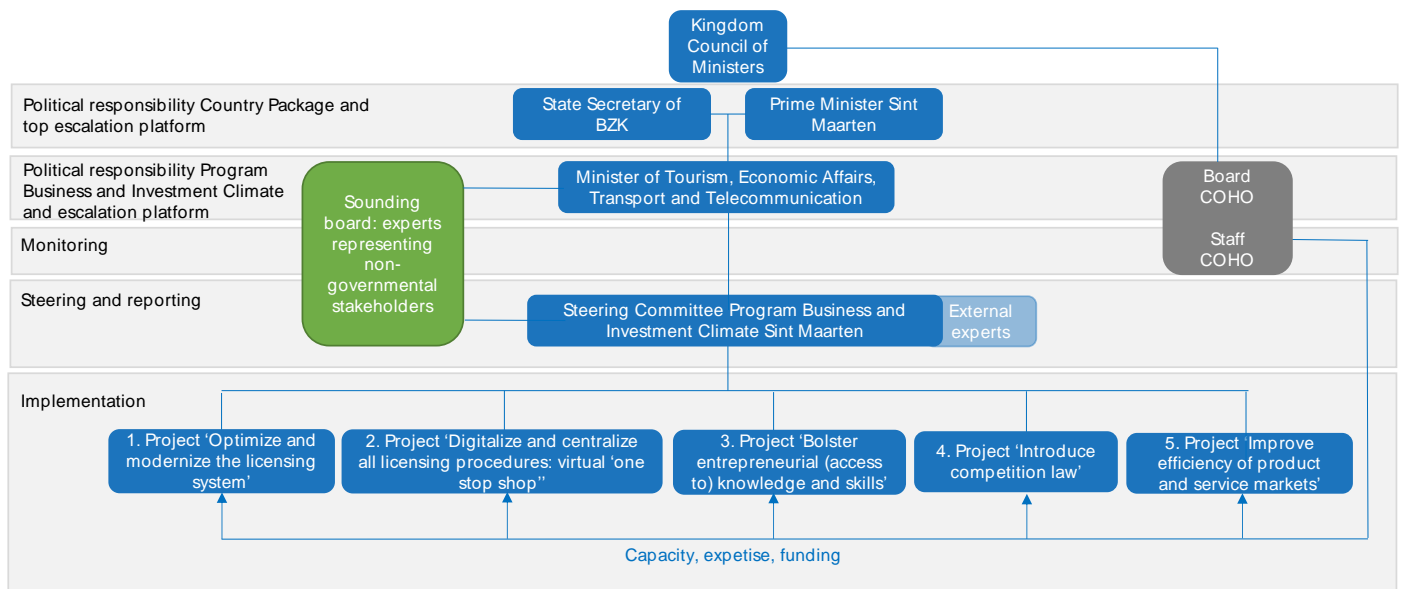 Kingdom
Council of
Ministers
Political responsibility Country Package and
top escalation platform
State Secretary of
BZK
Prime Minister Sint
Maarten
Political responsibility Program
Business and Investment Climate
and escalation platform
Sounding
board: experts
representing
non-
governmental
stakeholders
Minister of Tourism, Economic Affairs,
Transport and Telecommunication
Board
COHO
Staff
COHO
Monitoring
Steering and reporting
Steering Committee Program Business and
Investment Climate Sint Maarten
External
experts
Implementation
1. Project ‘Optimize and
modernize the licensing
system’
2. Project ‘Digitalize and centralize
all licensing procedures: virtual ‘one
stop shop’’
3. Project ‘Bolster
entrepreneurial (access
to) knowledge and skills’
4. Project ‘Introduce
competition law’
5. Project ‘Improve
efficiency of product
and service markets’
Capacity, expetise, funding